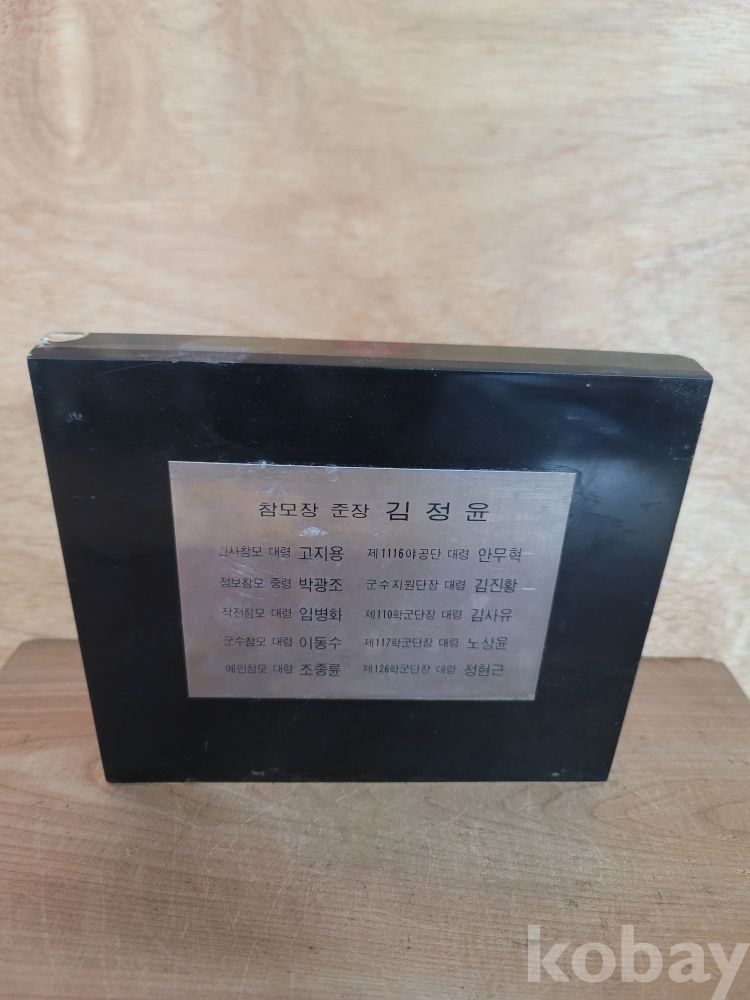 참모장 준장 김정윤
인사참모 대령 고지용 제1116야공단 대령 안무혁
정보참모 중령 박광조 군수지원단장 대령 김진황
작전참모 대령 임병화 제110학군단장 대령 김사유
군수참모 대령 이동수 제117학군단장 대령 노상윤
예민참모 대령 조종륜 제126학군단장 대령 정현근
kobay